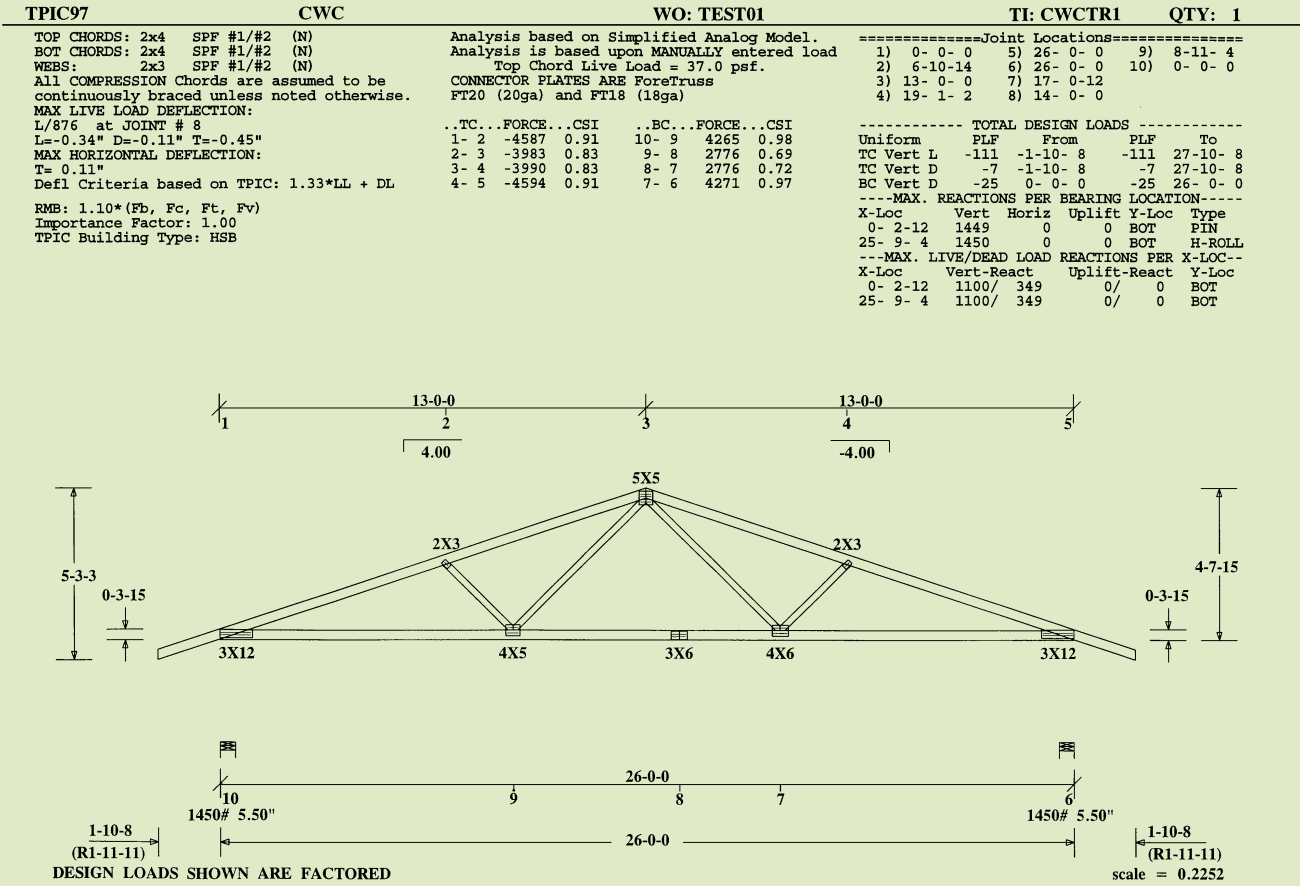 TPIC97 CWC WO: TEST01 TI: CWCTR1 QTY: 1
TOP CHORDS: 2x4 SPF #1/#2 (N)
BOT CHORDS: 2x4 SPF #1/#2 (N)
WEBS: 2x3 SPF #1/#2 (N)
All COMPRESSION Chords are assumed to be
continuously braced unless noted otherwise.
MAX LIVE LOAD DEFLECTION:
L/876 at JOINT # 8
L=-0.34" D=-0.11" T=-0.45"
MAX HORIZONTAL DEFLECTION:
T= 0.11"
Defl Criteria based on TPIC: 1.33*LL + DL
RMB: 1.10*(Fb, Fc, Ft, Fv)
Importance Factor: 1.00
TPIC Building Type: HSB
Analysis based on Simplified Analog Model.
Analysis is based upon MANUALLY entered load
Top Chord Live Load = 37.0 psf.
CONNECTOR PLATES ARE ForeTruss
FT20 (20ga) and FT18 (18ga)
..TC...FORCE...CSI ..BC...FORCE...CSI
1- 2 -4587 0.91 10- 9 4265 0.98
2- 3 -3983 0.83 9- 8 2776 0.69
3- 4 -3990 0.83 8- 7 2776 0.72
4- 5 -4594 0.91 7- 6 4271 0.97
=============Joint Locations==============
1) 0- 0- 0 5) 26- 0- 0 9) 8-11- 4
2) 6-10-14 6) 26- 0- 0 10) 0- 0- 0
3) 13- 0- 0 7) 17- 0-12
4) 19- 1- 2 8) 14- 0- 0
------------ TOTAL DESIGN LOADS ------------
Uniform PLF From PLF To
TC Vert L -111 -1-10- 8 -111 27-10- 8
TC Vert D -7 -1-10- 8 -7 27-10- 8
BC Vert D -25 0- 0- 0 -25 26- 0- 0
----MAX. REACTIONS PER BEARING LOCATION-----
X-Loc Vert Horiz Uplift Y-Loc Type
0- 2-12 1449 0 0 BOT PIN
25- 9- 4 1450 0 0 BOT H-ROLL
---MAX. LIVE/DEAD LOAD REACTIONS PER X-LOC--
X-Loc Vert-React Uplift-React Y-Loc
0- 2-12 1100/ 349 0/ 0 BOT
25- 9- 4 1100/ 349 0/ 0 BOT
13-0-0 13-0-0
1 2 3 4 5
4.00 -4.00
5X5
2X3 2X3
5-3-3 4-7-15
0-3-15 0-3-15
3X12 4X5 3X6 4X6 3X12
26-0-0
10 9 8 7 6
1450# 5.50" 1450# 5.50"
1-10-8 26-0-0 1-10-8
(R1-11-11) (R1-11-11)
DESIGN LOADS SHOWN ARE FACTORED scale = 0.2252